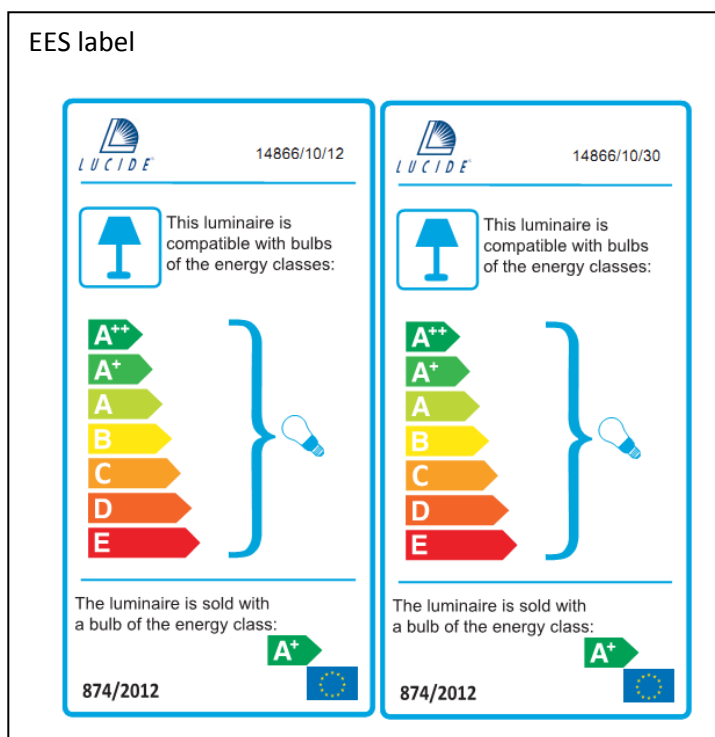 EES label
LUCIDE
14866/10/12
This luminaire is
compatible with bulbs
of the energy classes:
A++
A+
A
B
C
D
E
The luminaire is sold with
a bulb of the energy class:
A+
874/2012
LUCIDE
14866/10/30
This luminaire is
compatible with bulbs
of the energy classes:
A++
A+
A
B
C
D
E
The luminaire is sold with
a bulb of the energy class:
A+
874/2012